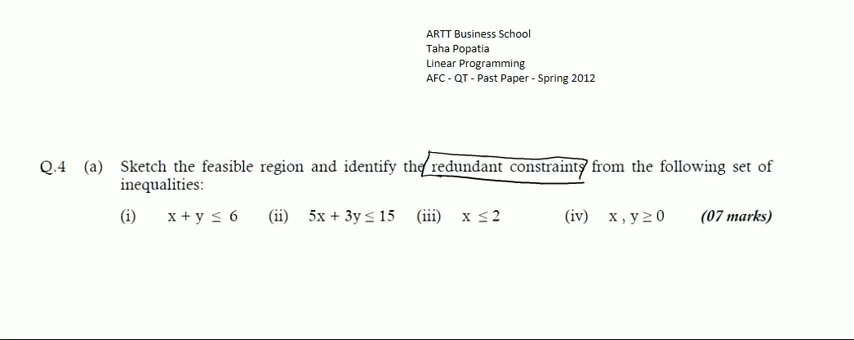 ARTT Business School
Taha Popatia
Linear Programming
AFC - QT - Past Paper - Spring 2012
Q.4 (a) Sketch the feasible region and identify the redundant constraints from the following set of
inequalities:
(i) x + y ≤ 6 (ii) 5x + 3y ≤ 15 (iii) x ≤ 2 (iv) x , y ≥ 0 (07 marks)